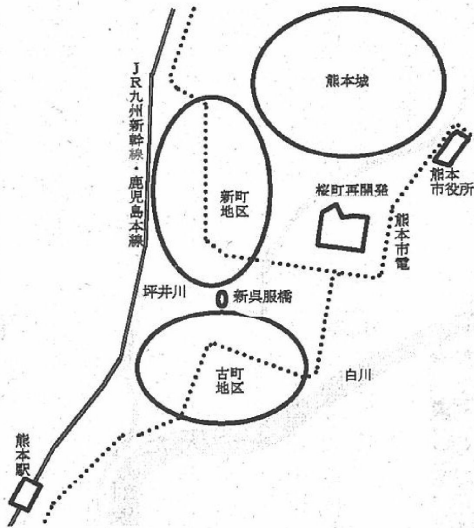 JR九州新幹線・鹿児島本線
熊本城
熊本
市役所
新町
地区
桜町再開発
熊本市電
坪井川
新呉服橋
古町
地区
白川
熊本駅